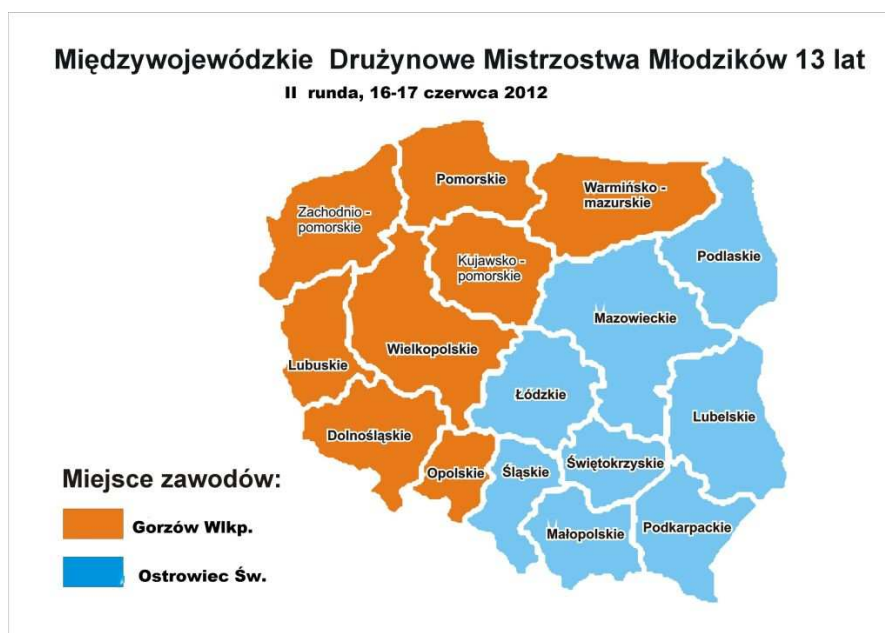 Międzywojewódzkie Drużynowe Mistrzostwa Młodzików 13 lat
II runda, 16-17 czerwca 2012
Pomorskie
Warmińsko -
mazurskie
Zachodnio -
pomorskie
Podlaskie
Kujawsko -
pomorskie
Mazowieckie
Wielkopolskie
Lubuskie
Łódzkie
Lubelskie
Dolnośląskie
Opolskie
Śląskie
Świętokrzyskie
Małopolskie
Podkarpackie
Miejsce zawodów:
Gorzów Wlkp.
Ostrowiec Św.